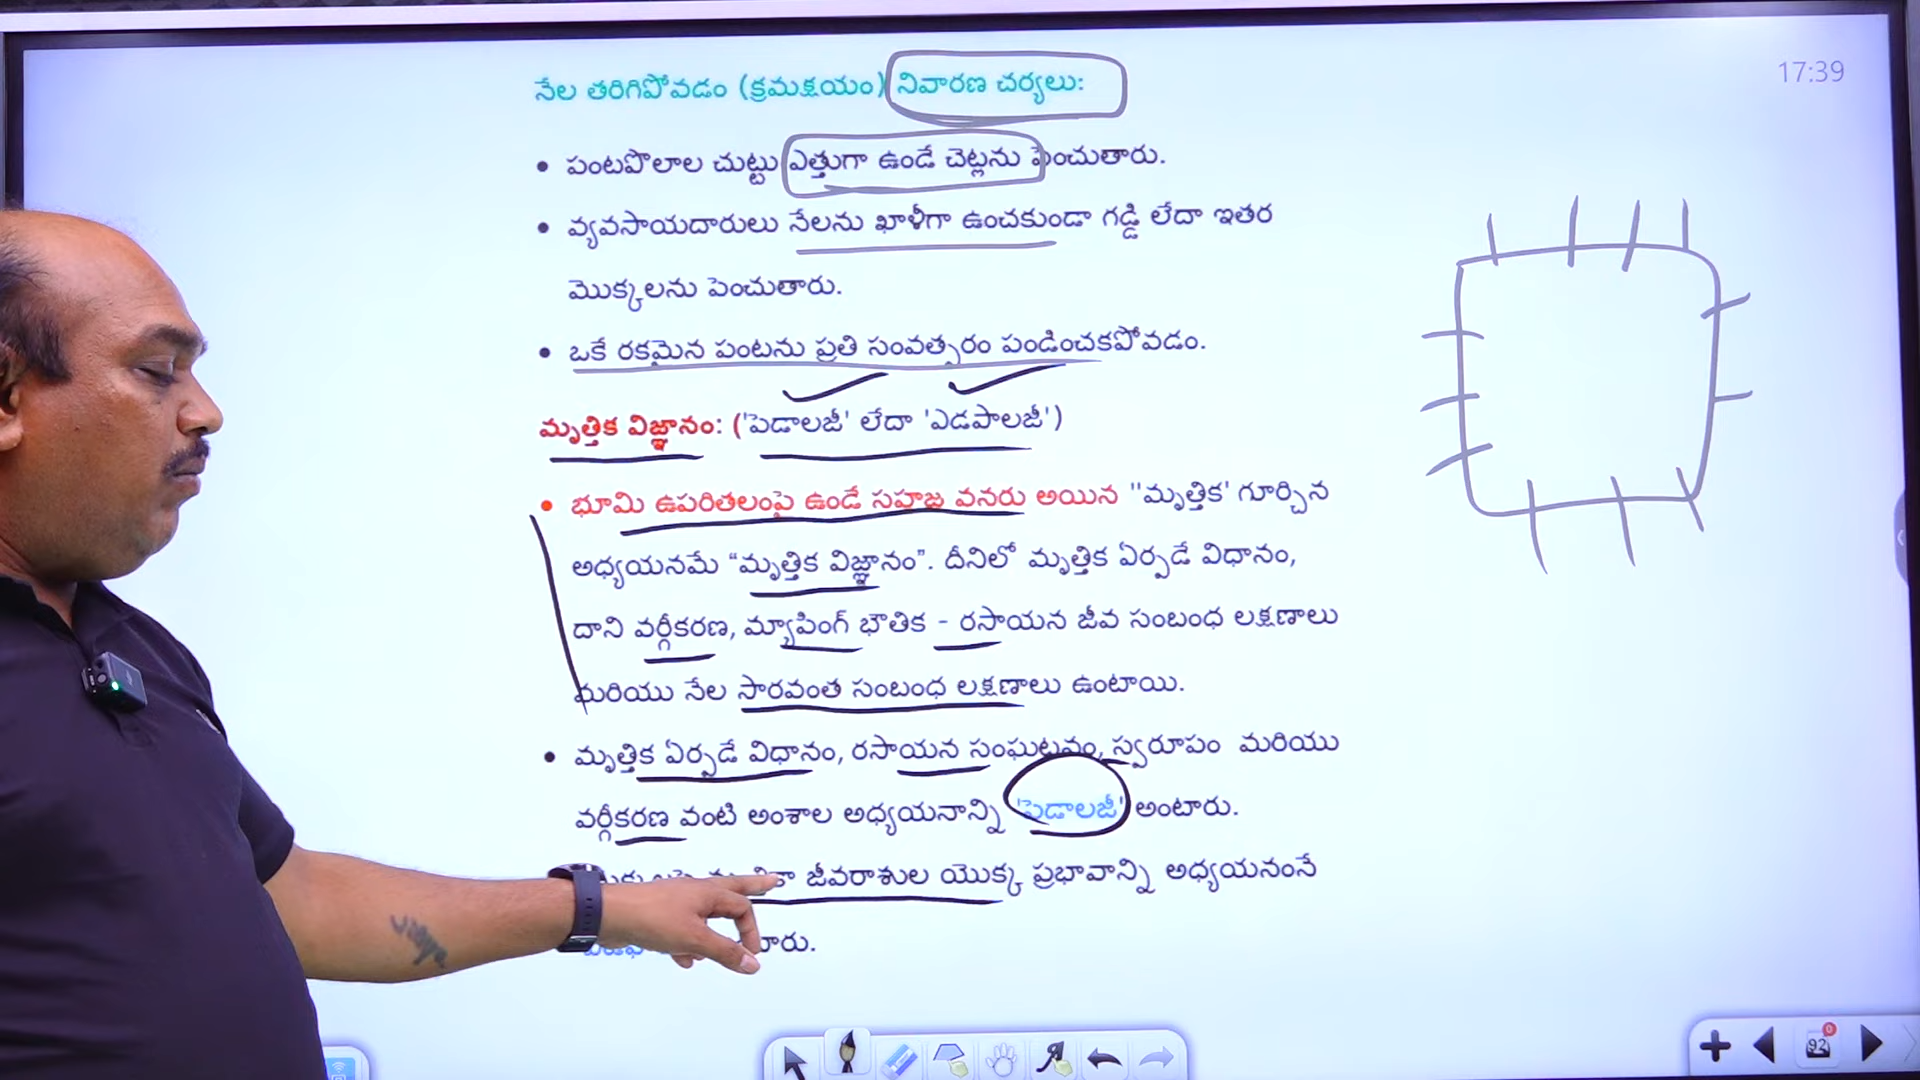 నేల తరిగిపోవడం (క్రమక్షయం) నివారణ చర్యలు:
17:39
• పంటపొలాల చుట్టు ఎత్తుగా ఉండే చెట్లను పెంచుతారు.
• వ్యవసాయదారులు నేలను ఖాళీగా ఉంచకుండా గడ్డి లేదా ఇతర
మొక్కలను పెంచుతారు.
• ఒకే రకమైన పంటను ప్రతి సంవత్సరం పండించకపోవడం.
మృత్తిక విజ్ఞానం: ('పెడాలజీ' లేదా 'ఎడపాలజీ')
• భూమి ఉపరితలంపై ఉండే సహజ వనరు అయిన "మృత్తిక' గూర్చిన
అధ్యయనమే “మృత్తిక విజ్ఞానం”. దీనిలో మృత్తిక ఏర్పడే విధానం,
దాని వర్గీకరణ, మ్యాపింగ్ భౌతిక - రసాయన జీవ సంబంధ లక్షణాలు
మరియు నేల సారవంత సంబంధ లక్షణాలు ఉంటాయి.
• మృత్తిక ఏర్పడే విధానం, రసాయన సంఘటనం, స్వరూపం మరియు
వర్గీకరణ వంటి అంశాల అధ్యయనాన్ని 'పెడాలజీ' అంటారు.
జీవరాశుల యొక్క ప్రభావాన్ని అధ్యయనంనే
92